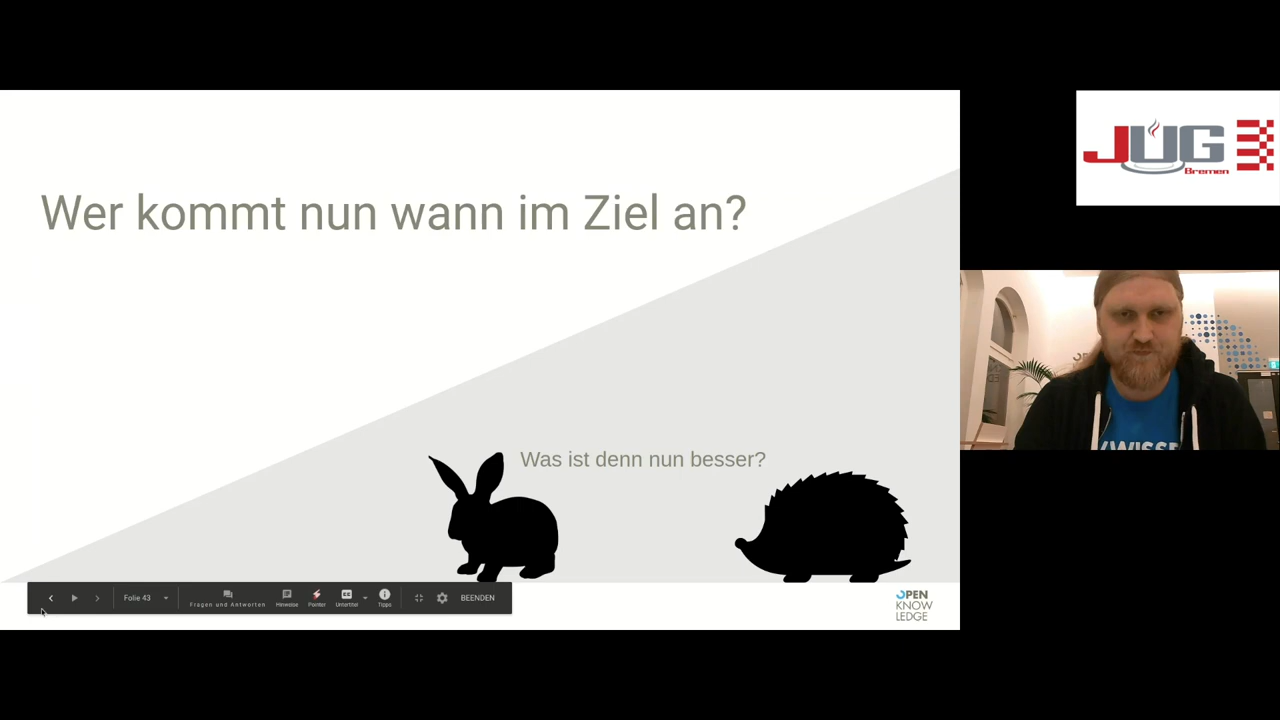 Wer kommt nun wann im Ziel an?
Was ist denn nun besser?
Folie 43
Fragen und Antworten
Hinweise
Pointer
Untertitel
Tipps
BEENDEN
OPEN
KNOW
LEDGE
JUG
Bremen